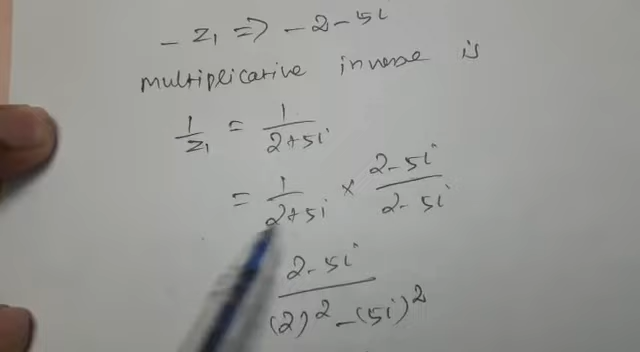 - z₁ => -2-5i
multiplicative inverse is
1/z₁ = 1/2+5i
= 1/2+5i × 2-5i/2-5i
2-5i/(2)² -(5i)²